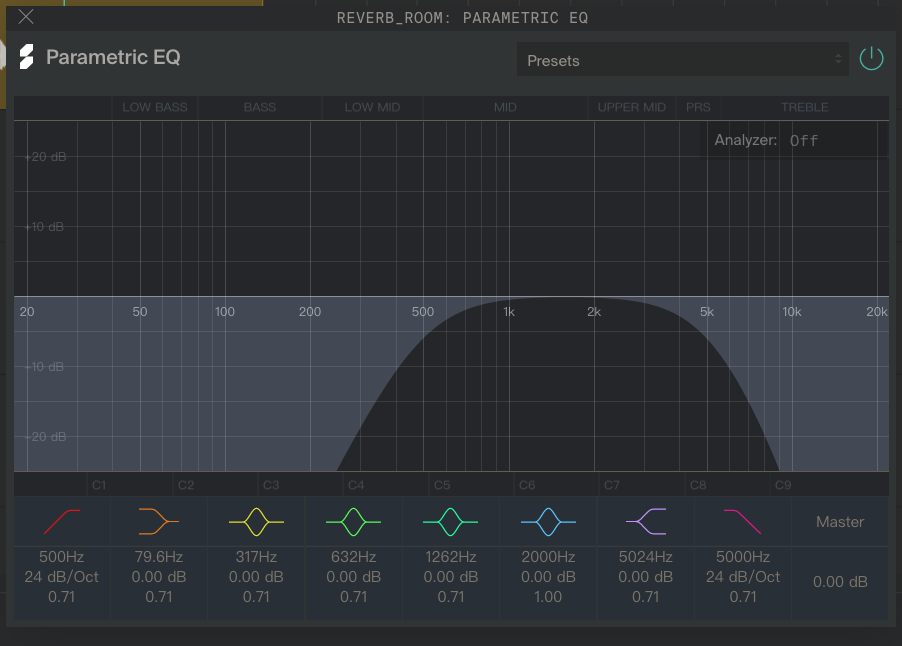 REVERB_ROOM: PARAMETRIC EQ
Parametric EQ
Presets
LOW BASS BASS LOW MID MID UPPER MID PRS TREBLE
Analyzer: Off
+20 dB
+10 dB
20 50 100 200 500 1k 2k 5k 10k 20k
-10 dB
-20 dB
C1 C2 C3 C4 C5 C6 C7 C8 C9
Master
500Hz 79.6Hz 317Hz 632Hz 1262Hz 2000Hz 5024Hz 5000Hz
24 dB/Oct 0.00 dB 0.00 dB 0.00 dB 0.00 dB 0.00 dB 0.00 dB 24 dB/Oct 0.00 dB
0.71 0.71 0.71 0.71 0.71 1.00 0.71 0.71